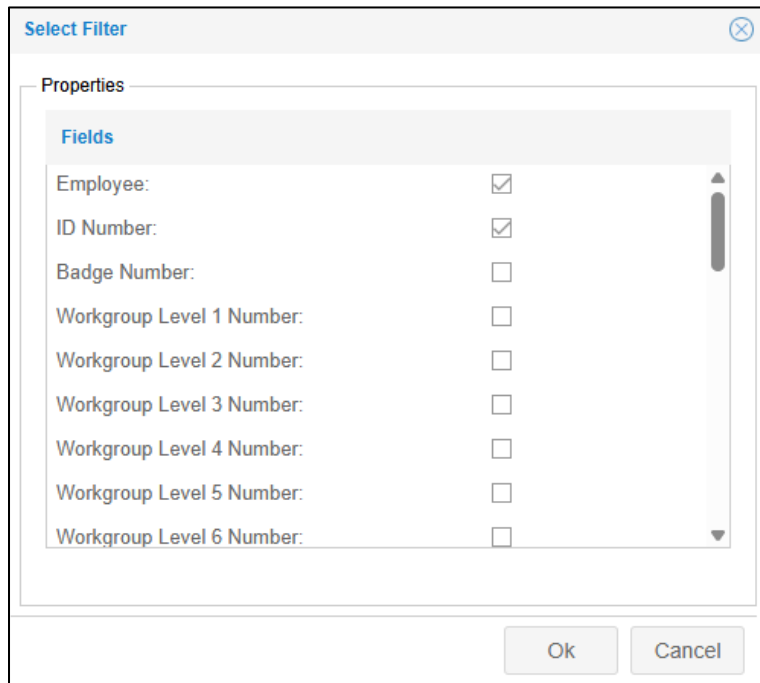 Select Filter
Properties
Fields
Employee:
ID Number:
Badge Number:
Workgroup Level 1 Number:
Workgroup Level 2 Number:
Workgroup Level 3 Number:
Workgroup Level 4 Number:
Workgroup Level 5 Number:
Workgroup Level 6 Number:
Ok Cancel